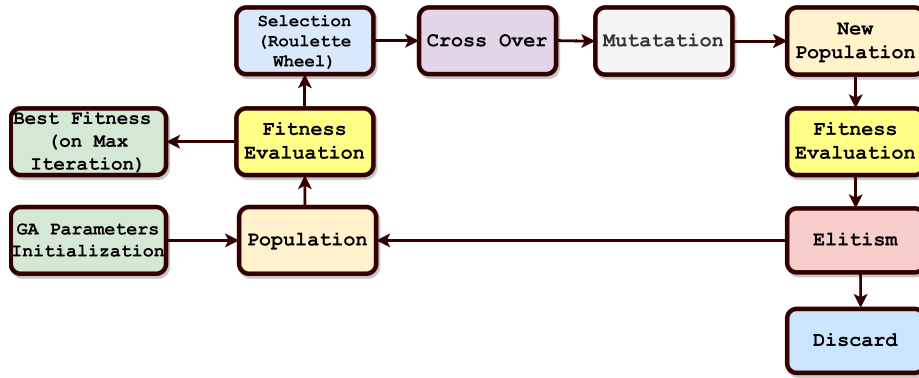 Selection
(Roulette
Wheel)
Cross Over
Mutatation
New
Population
Best Fitness
(on Max
Iteration)
Fitness
Evaluation
Fitness
Evaluation
GA Parameters
Initialization
Population
Elitism
Discard